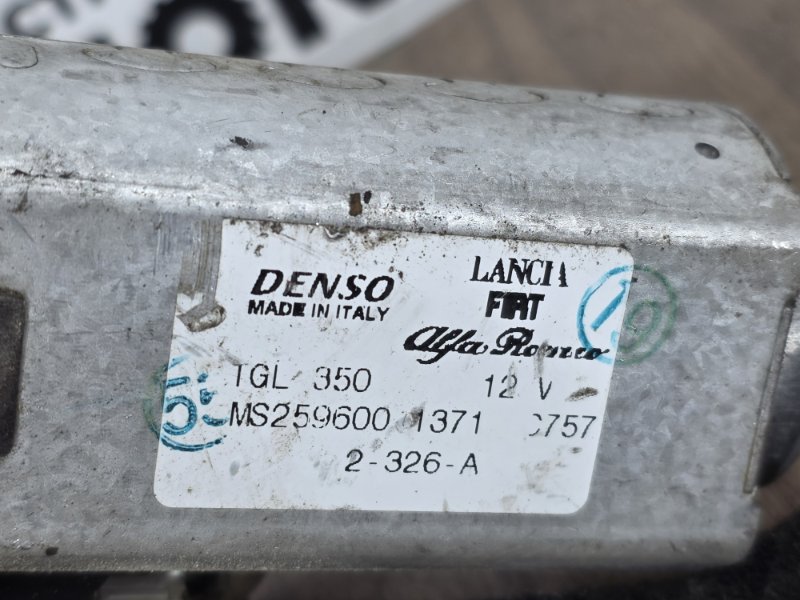 DENSO
MADE IN ITALY
LANCIA
FIAT
Alfa Romeo
TGL 350 12 V
MS259600 1371 C757
2-326-A